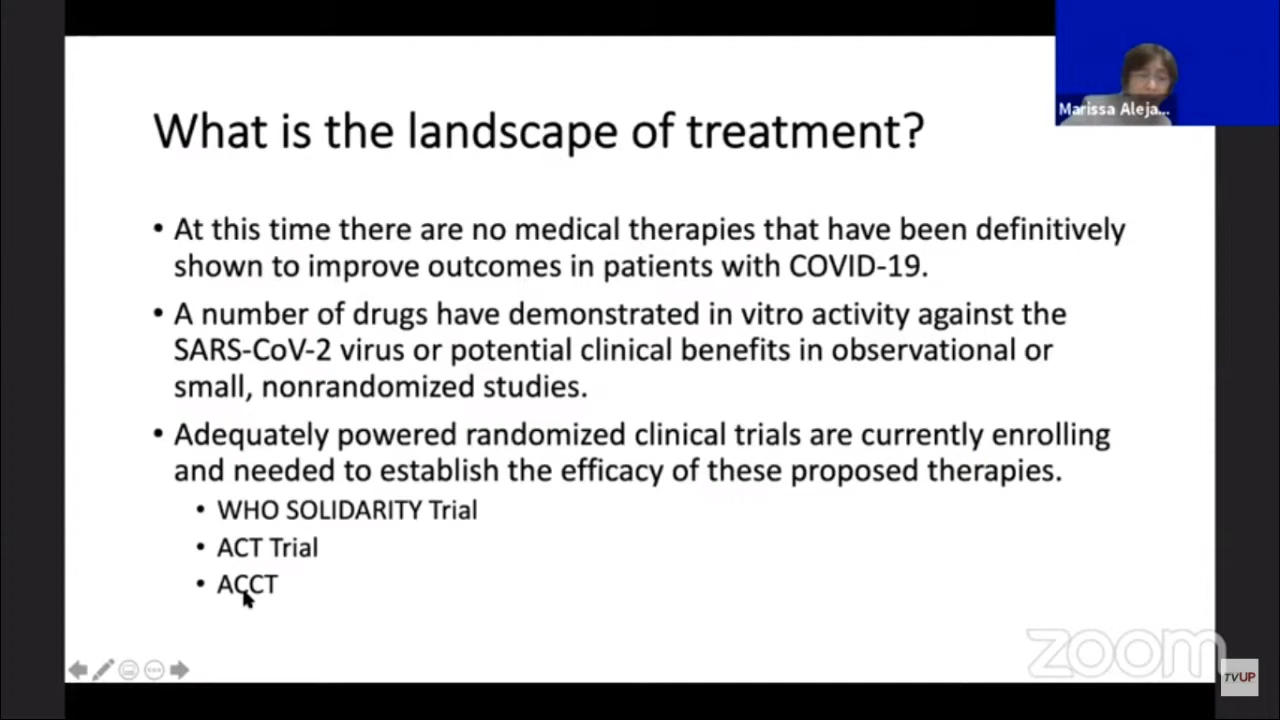 Marissa Aleja...
What is the landscape of treatment?
• At this time there are no medical therapies that have been definitively
shown to improve outcomes in patients with COVID-19.
• A number of drugs have demonstrated in vitro activity against the
SARS-CoV-2 virus or potential clinical benefits in observational or
small, nonrandomized studies.
• Adequately powered randomized clinical trials are currently enrolling
and needed to establish the efficacy of these proposed therapies.
• WHO SOLIDARITY Trial
• ACT Trial
• ACCT
zoom
TVUP